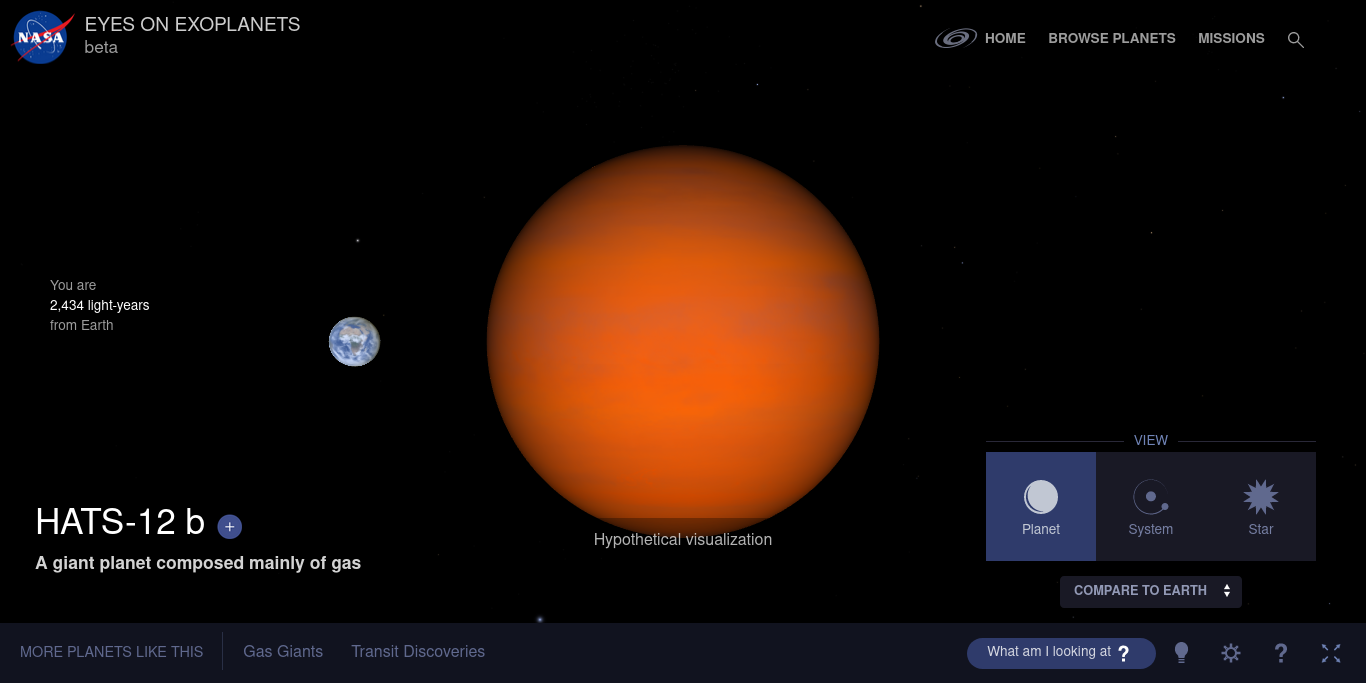 NASA
EYES ON EXOPLANETS
beta
HOME
BROWSE PLANETS
MISSIONS
You are
2,434 light-years
from Earth
VIEW
Planet
System
Star
HATS-12 b +
A giant planet composed mainly of gas
Hypothetical visualization
COMPARE TO EARTH
MORE PLANETS LIKE THIS
Gas Giants
Transit Discoveries
What am I looking at ?
?